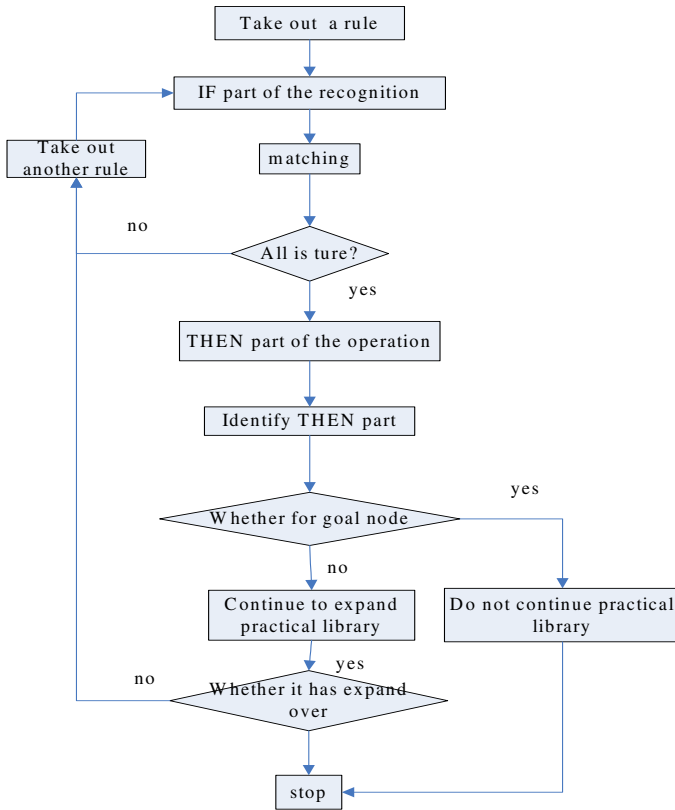 Take out a rule
IF part of the recognition
Take out
another rule
matching
no
All is ture?
yes
THEN part of the operation
Identify THEN part
yes
Whether for goal node
no
Continue to expand
practical library
Do not continue practical
library
yes
no
Whether it has expand
over
stop